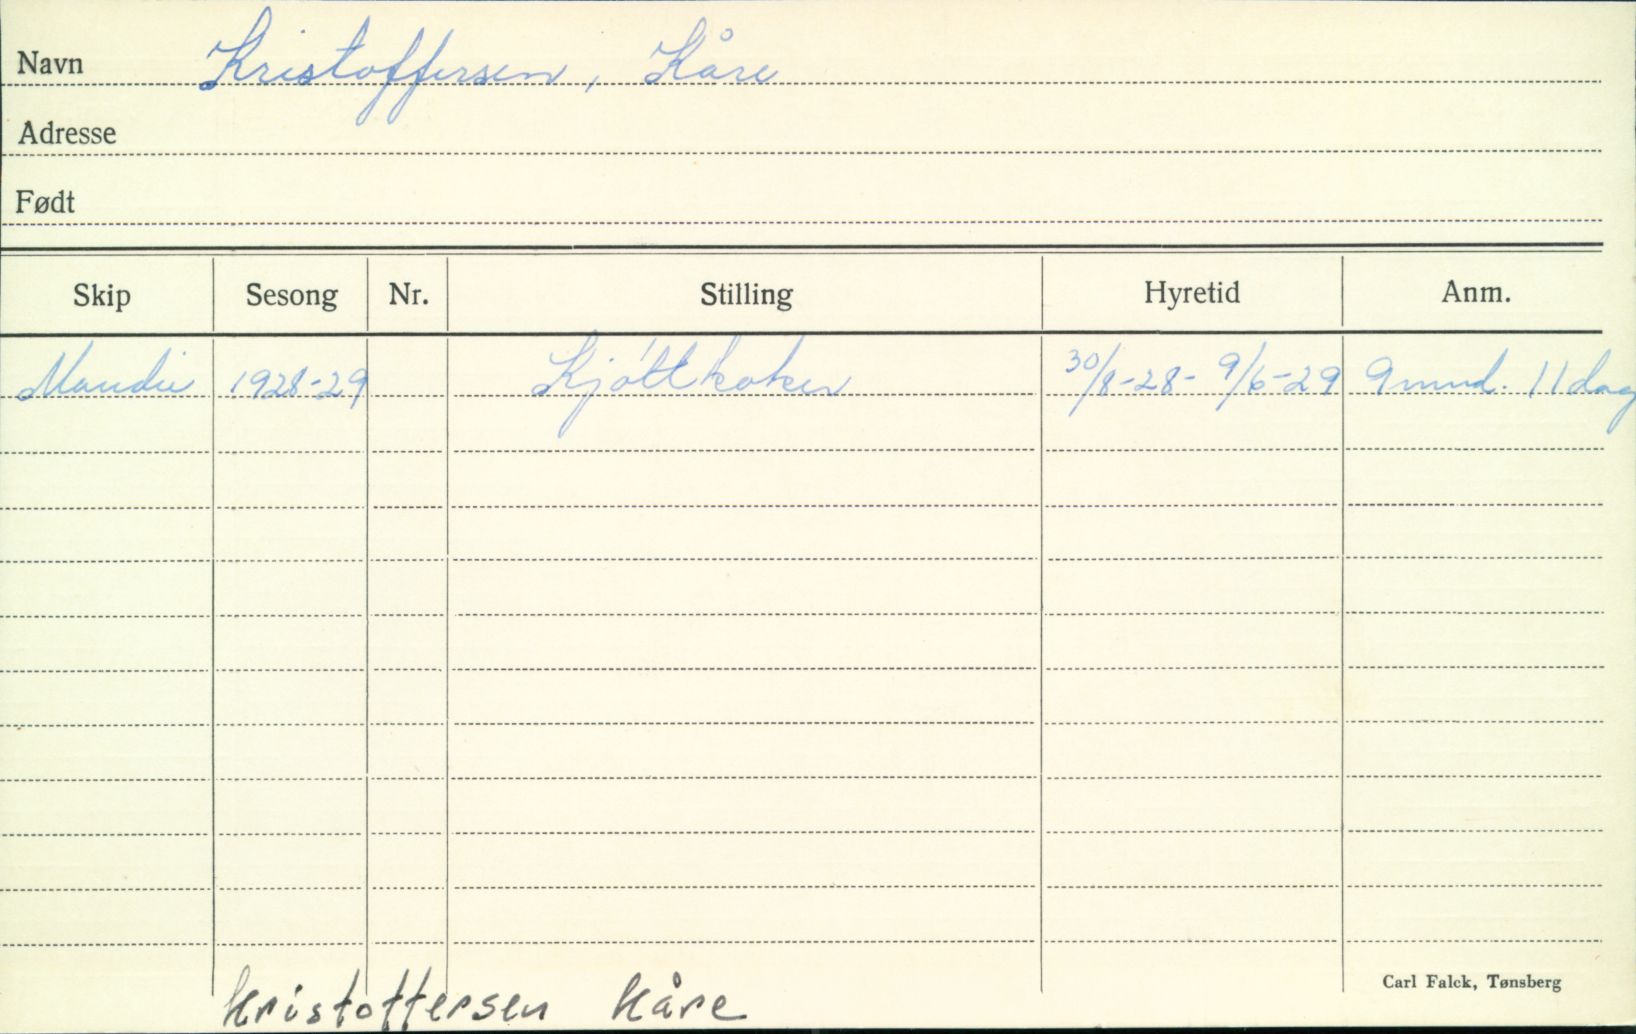 Navn Kristoffersen, Kåre
Adresse
Født
Skip Sesong Nr. Stilling Hyretid Anm.
Maudie 1928-29 Kjøttkoker 30/8-28- 9/6-29 9 mnd. 11 dag
Carl Falck, Tønsberg
Kristoffersen Kåre